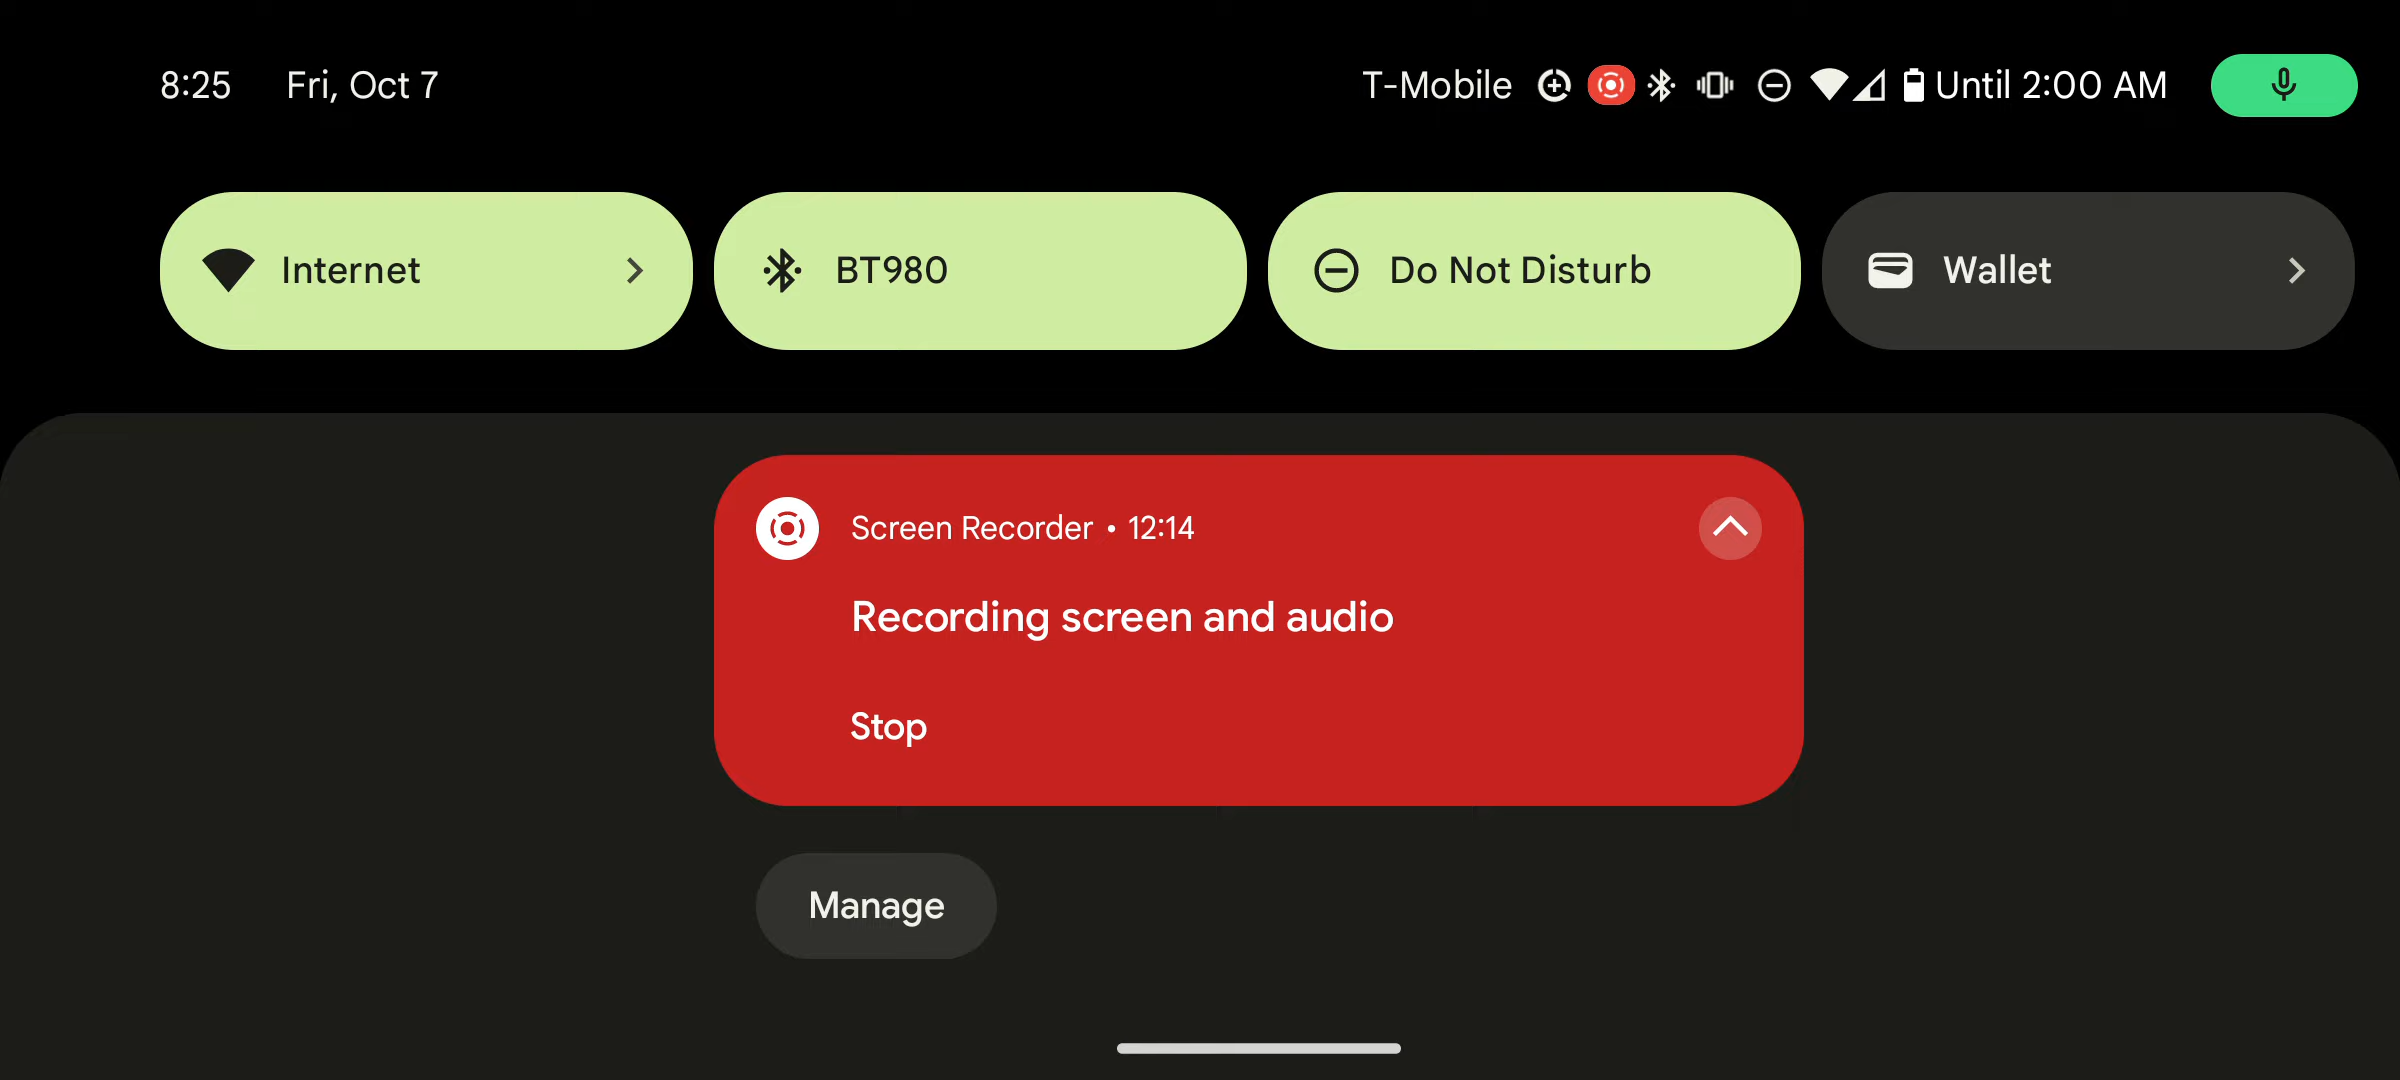 8:25 Fri, Oct 7 T-Mobile Until 2:00 AM
Internet BT980 Do Not Disturb Wallet
Screen Recorder • 12:14
Recording screen and audio
Stop
Manage